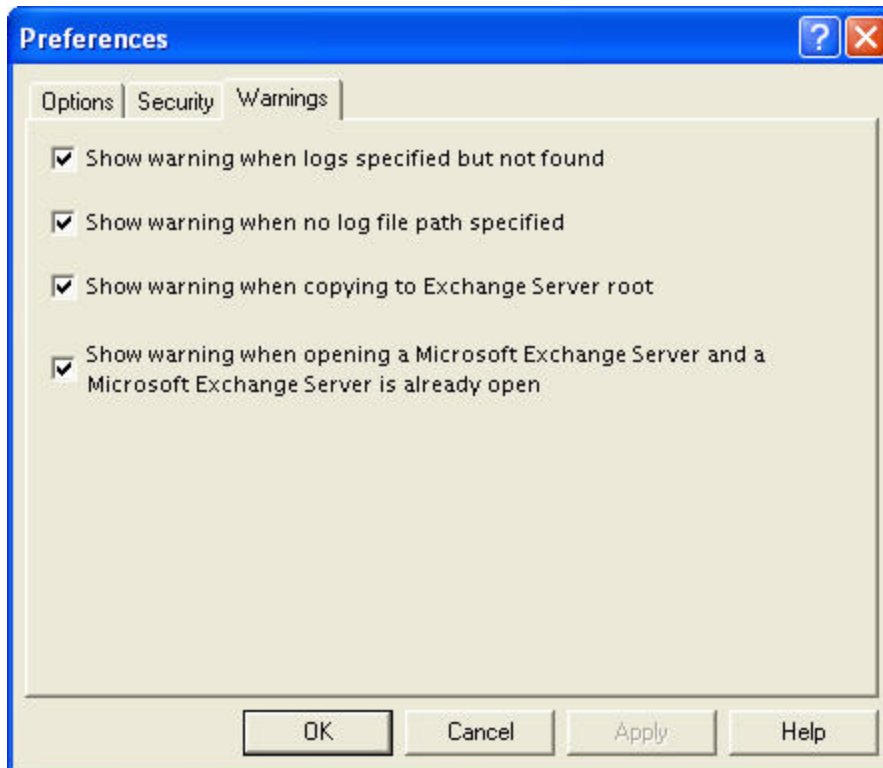 Preferences
?
Options Security Warnings
Show warning when logs specified but not found
Show warning when no log file path specified
Show warning when copying to Exchange Server root
Show warning when opening a Microsoft Exchange Server and a
Microsoft Exchange Server is already open
OK Cancel Apply Help